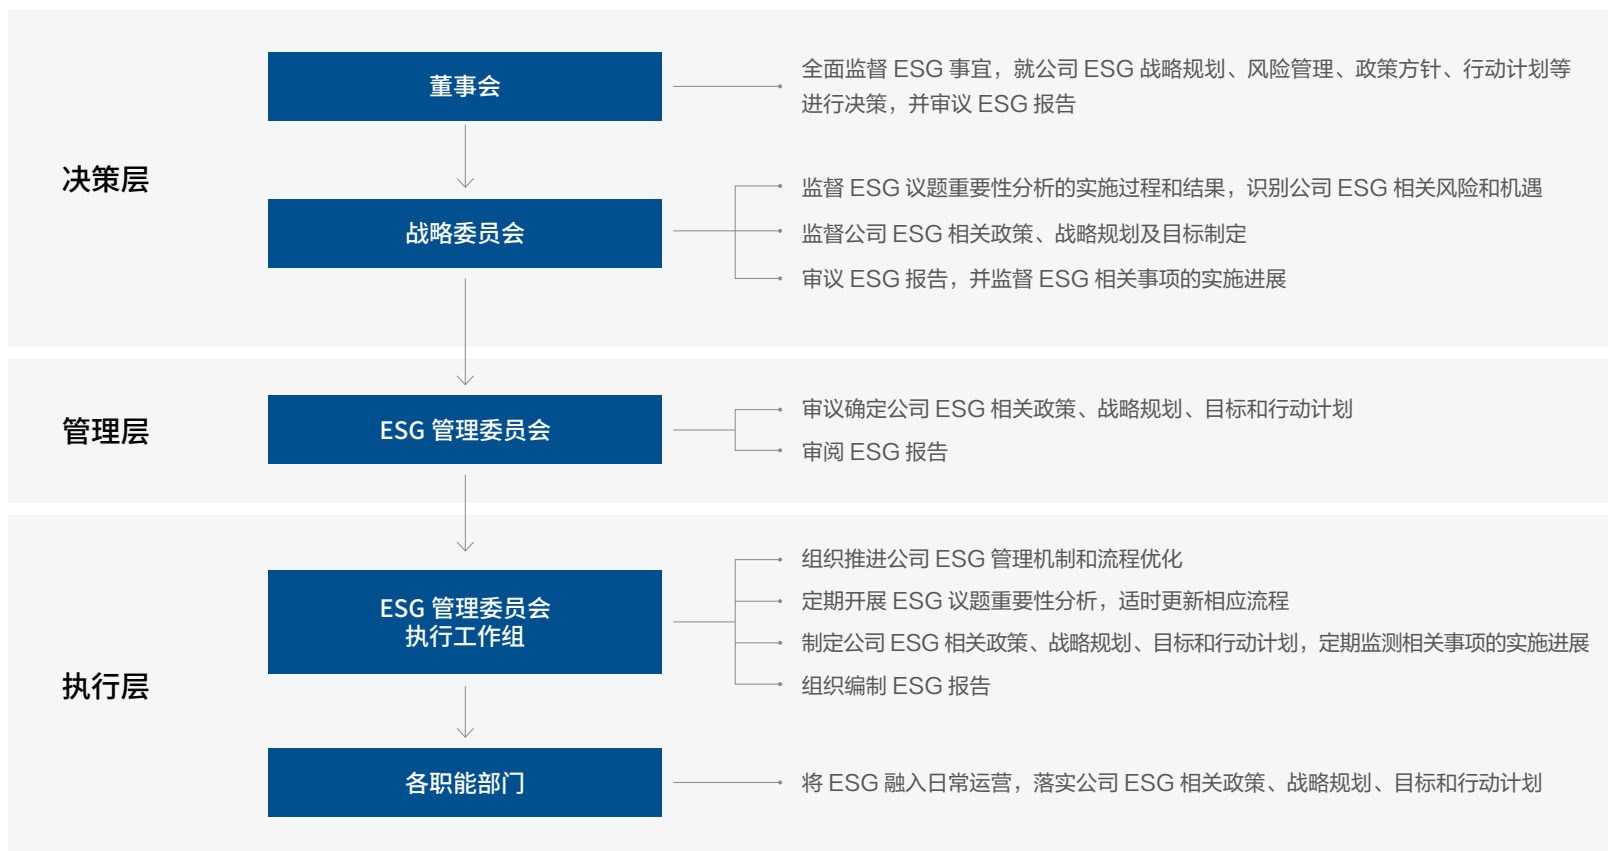 决策层
董事会
全面监督 ESG 事宜，就公司 ESG 战略规划、风险管理、政策方针、行动计划等
进行决策，并审议 ESG 报告
战略委员会
监督 ESG 议题重要性分析的实施过程和结果，识别公司 ESG 相关风险和机遇
监督公司 ESG 相关政策、战略规划及目标制定
审议 ESG 报告，并监督 ESG 相关事项的实施进展
管理层
ESG 管理委员会
审议确定公司 ESG 相关政策、战略规划、目标和行动计划
审阅 ESG 报告
执行层
ESG 管理委员会
执行工作组
组织推进公司 ESG 管理机制和流程优化
定期开展 ESG 议题重要性分析，适时更新相应流程
制定公司 ESG 相关政策、战略规划、目标和行动计划，定期监测相关事项的实施进展
组织编制 ESG 报告
各职能部门
将 ESG 融入日常运营，落实公司 ESG 相关政策、战略规划、目标和行动计划